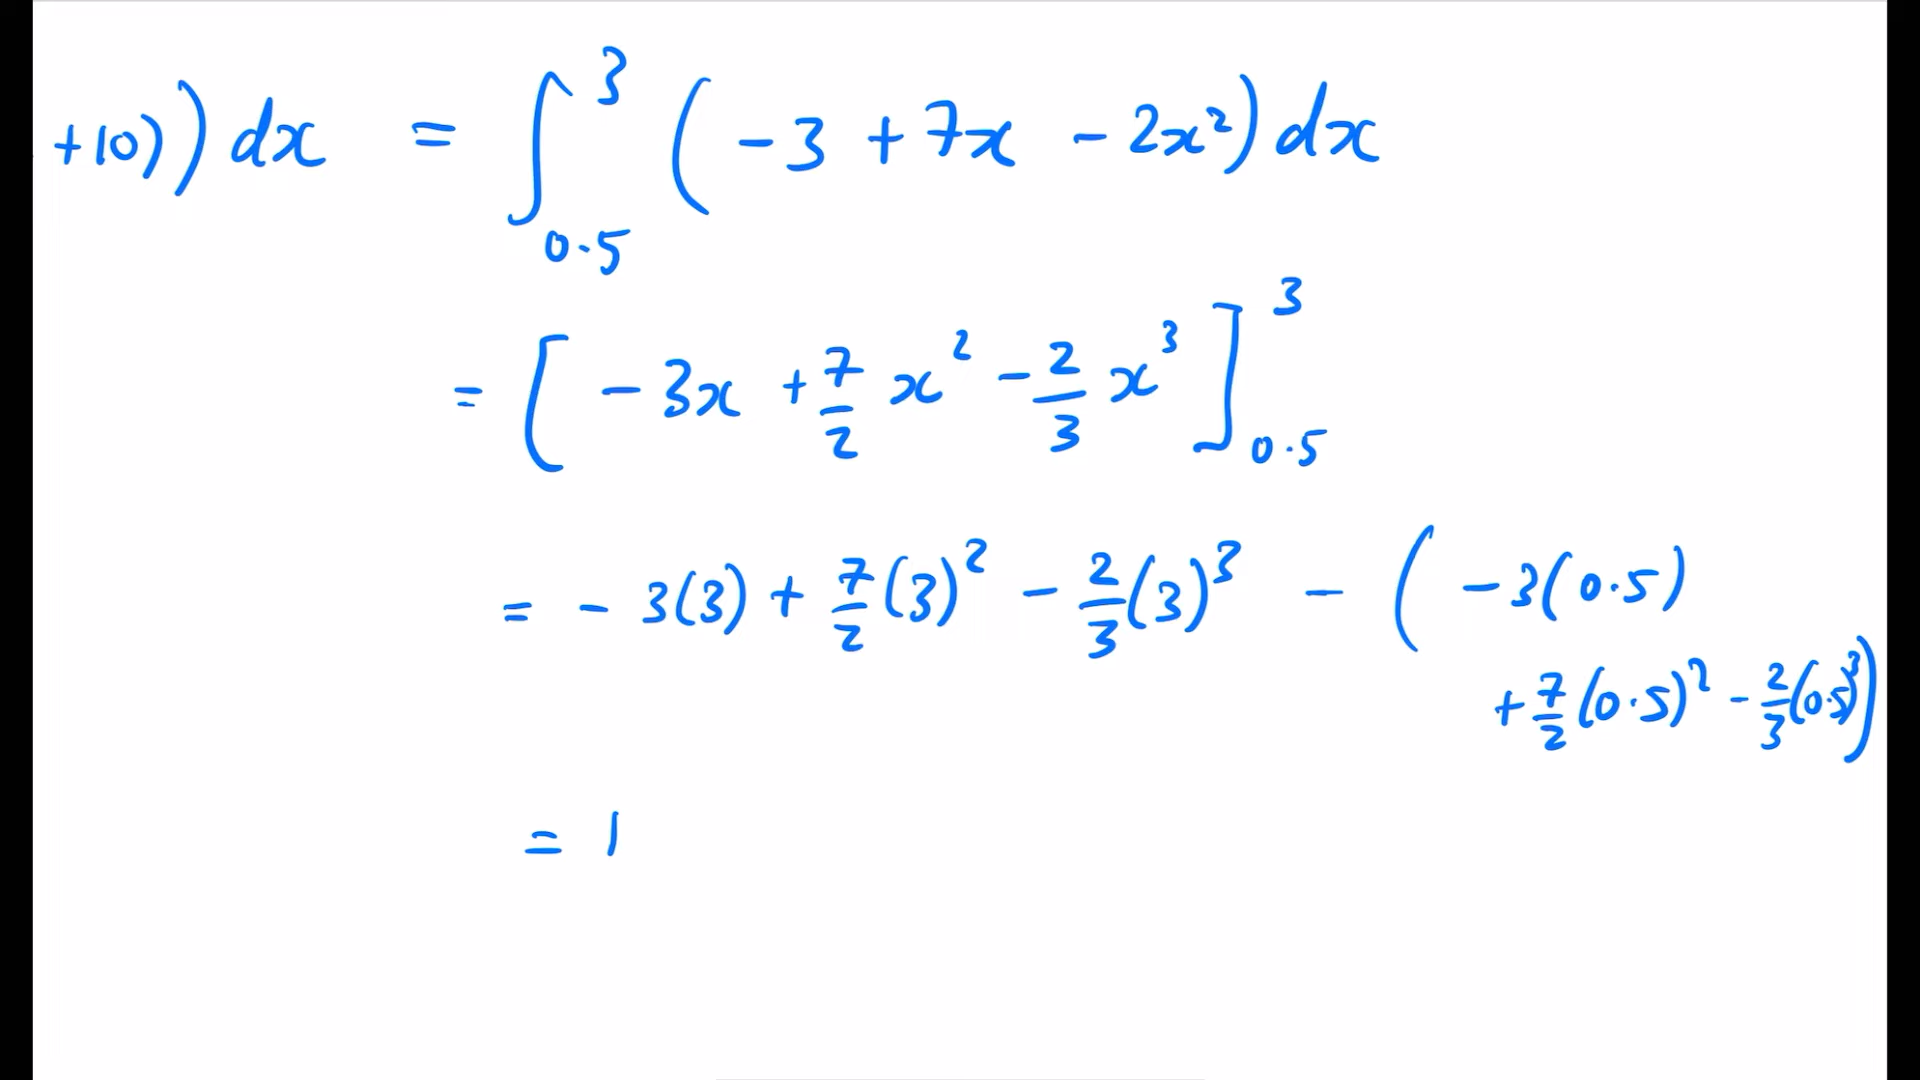 +10)) dx = ∫_{0.5}^{3} ( -3 + 7x - 2x²) dx
= [ -3x + 7/2 x² - 2/3 x³ ]_{0.5}^{3}
= - 3(3) + 7/2 (3)² - 2/3 (3)³ - ( -3(0.5)
+ 7/2 (0.5)² - 2/3 (0.5)³ )
= 1